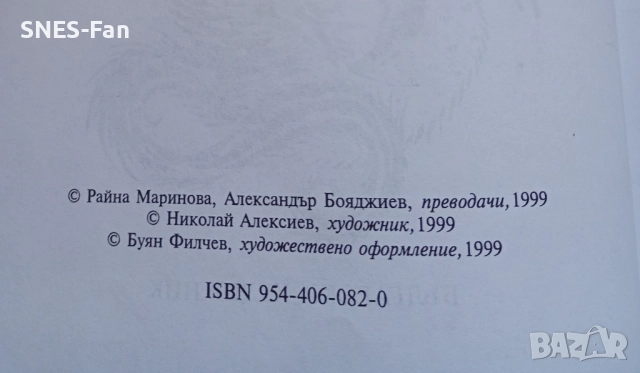 SNES-Fan
© Райна Маринова, Александър Бояджиев, преводачи, 1999
© Николай Алексиев, художник, 1999
© Буян Филчев, художествено оформление, 1999
ISBN 954-406-082-0
BAZAR